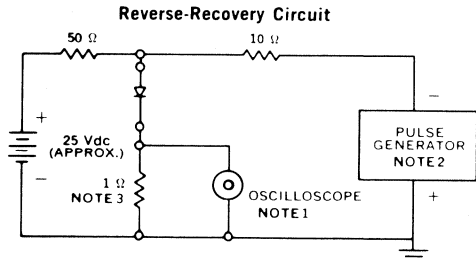 Reverse-Recovery Circuit
50 Ω
10 Ω
+
25 Vdc
(APPROX.)
−
1 Ω
NOTE 3
OSCILLOSCOPE
NOTE 1
−
PULSE
GENERATOR
NOTE 2
+